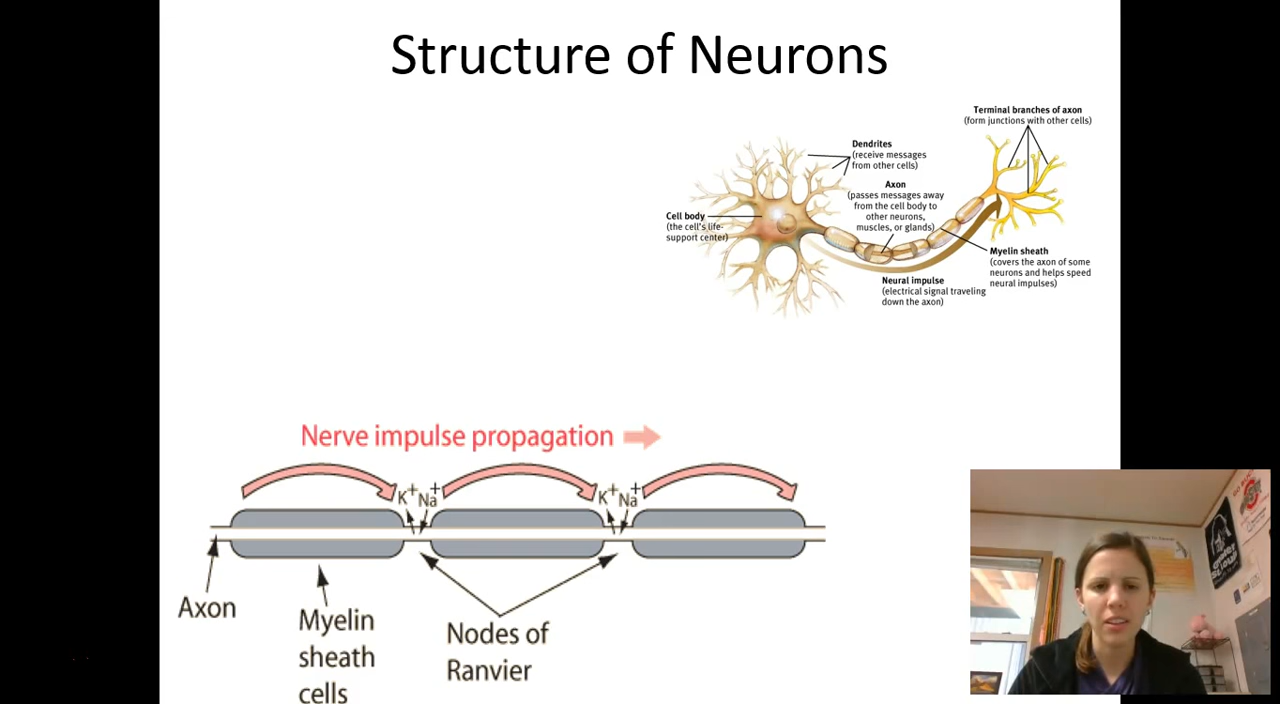 Structure of Neurons
Terminal branches of axon
(form junctions with other cells)
Dendrites
(receive messages
from other cells)
Axon
(passes messages away
from the cell body to
other neurons,
muscles, or glands)
Cell body
(the cell's life-
support center)
Myelin sheath
(covers the axon of some
neurons and helps speed
neural impulses)
Neural impulse
(electrical signal traveling
down the axon)
Nerve impulse propagation
K+ Na+
K+ Na+
Axon
Myelin
sheath
cells
Nodes of
Ranvier